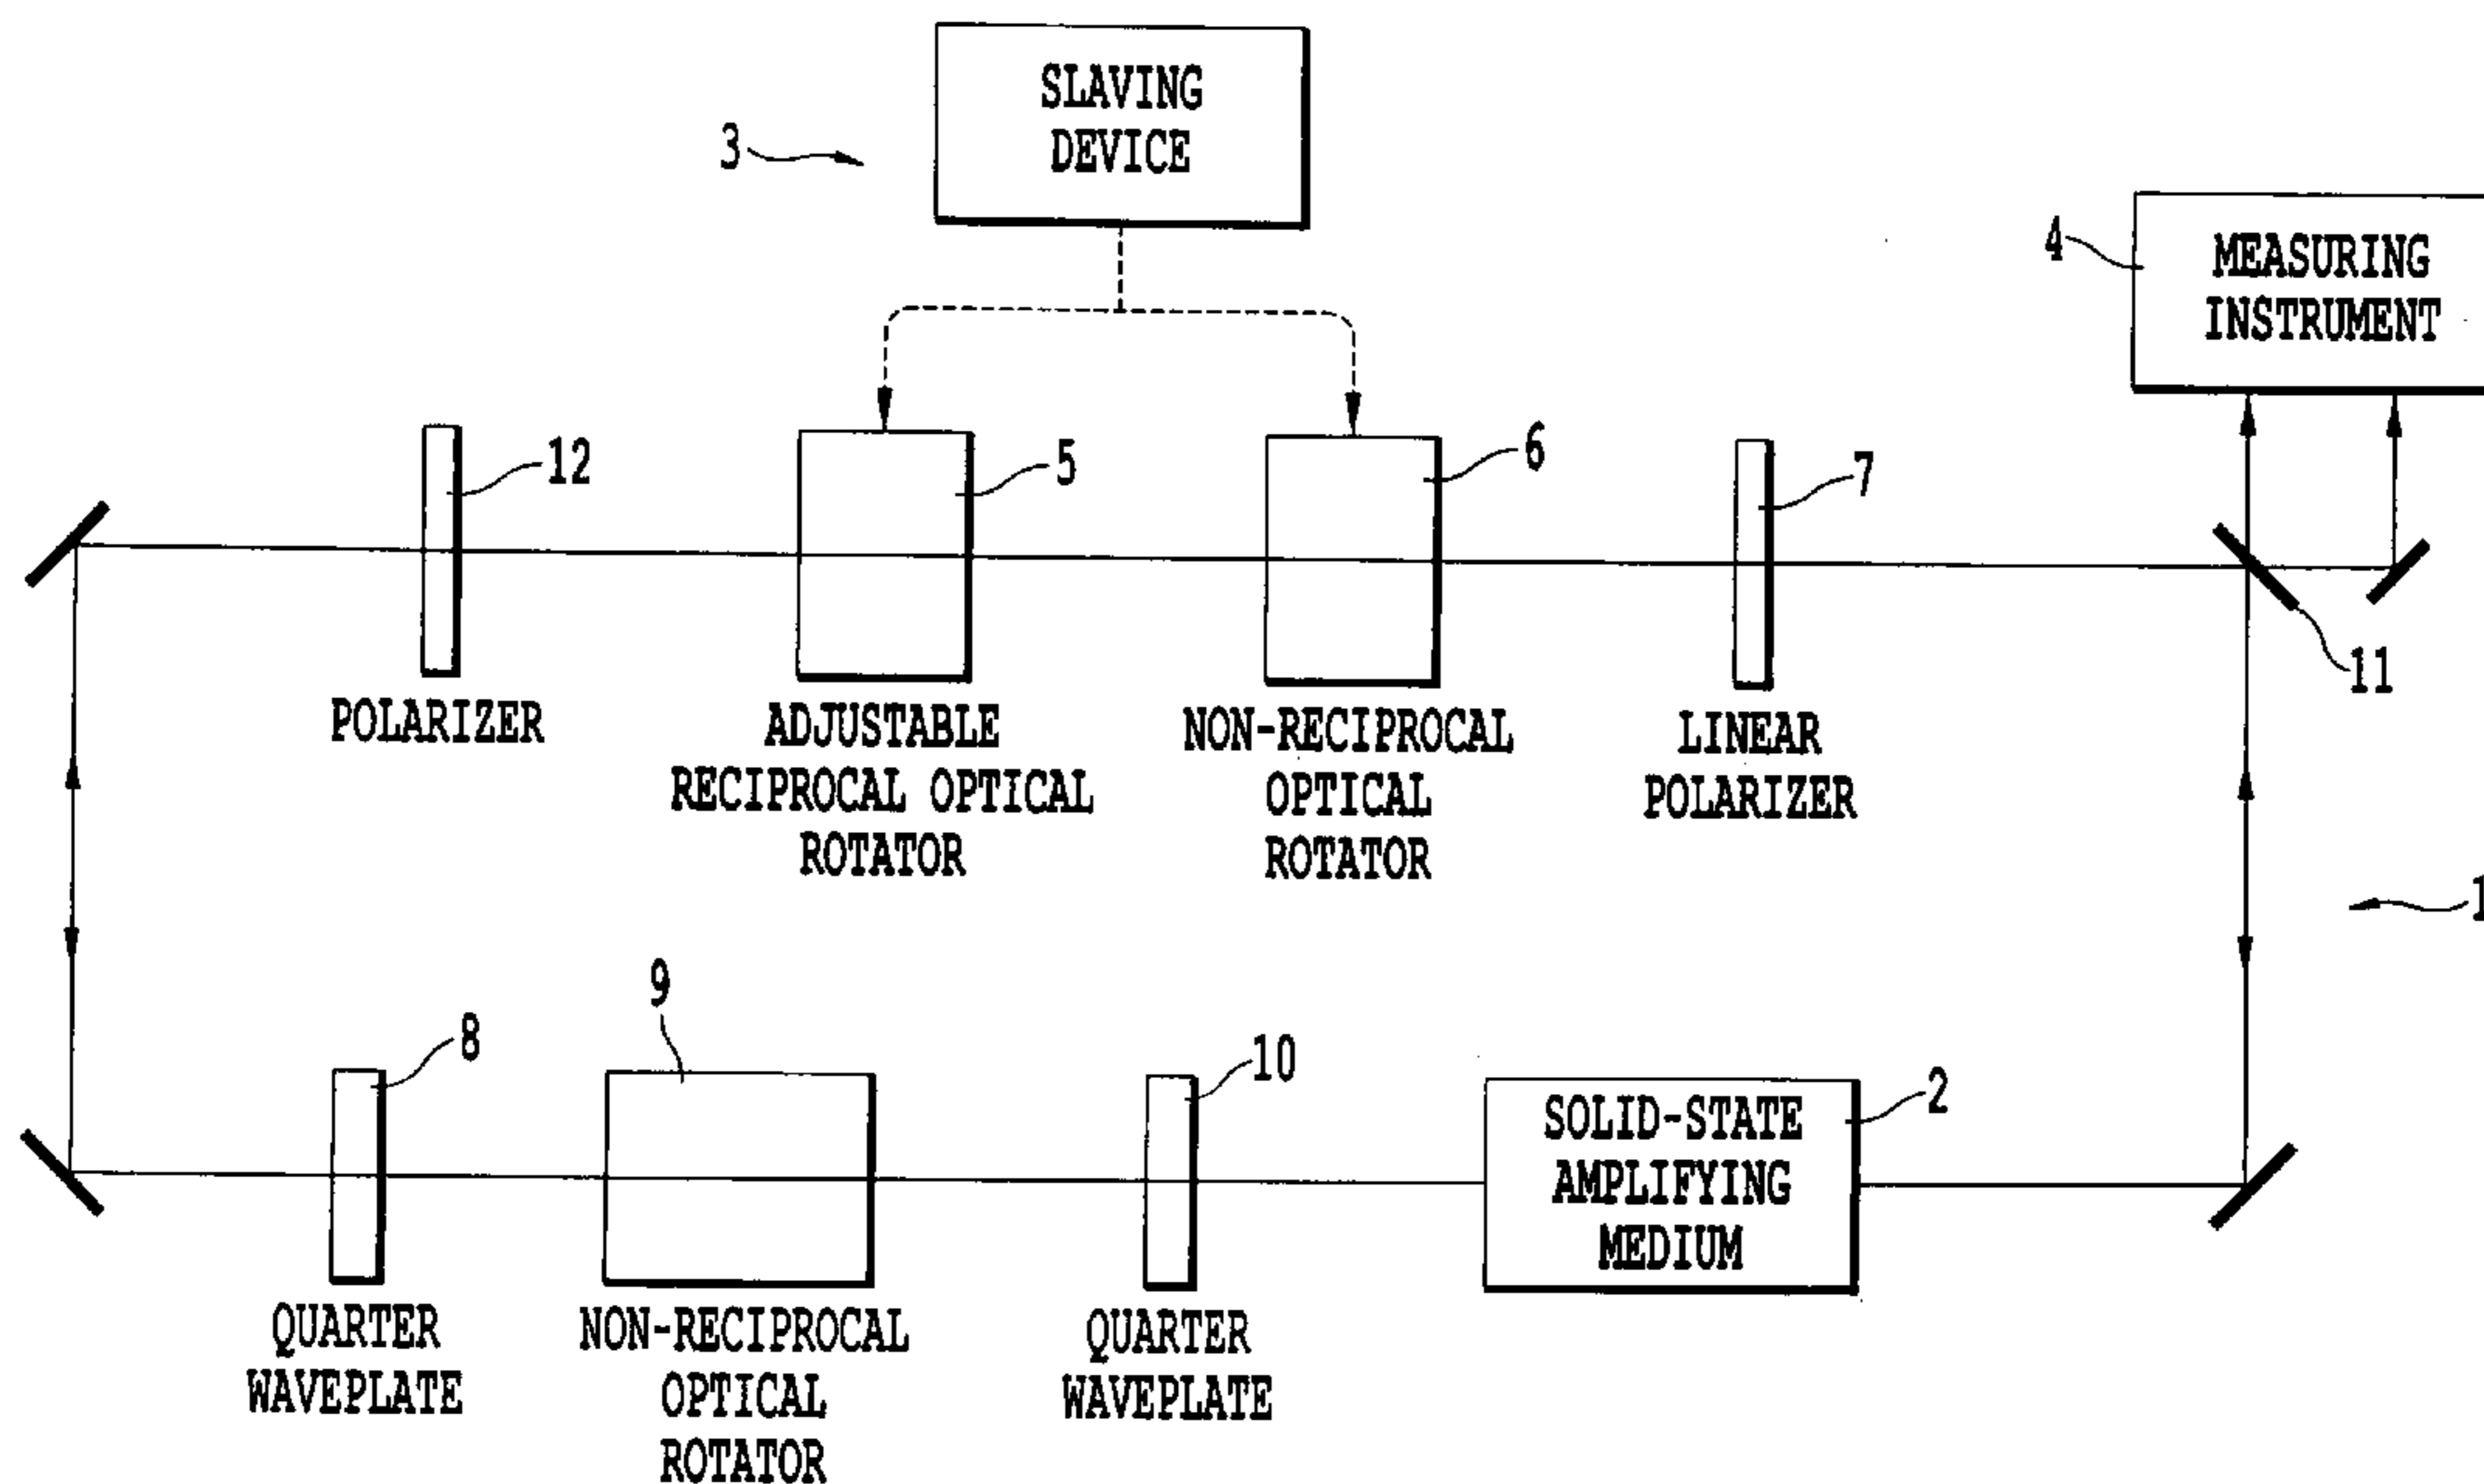 SLAVING
DEVICE
3
4
MEASURING
INSTRUMENT
12
5
6
7
11
POLARIZER
ADJUSTABLE
RECIPROCAL OPTICAL
ROTATOR
NON-RECIPROCAL
OPTICAL
ROTATOR
LINEAR
POLARIZER
1
8
9
10
SOLID-STATE
AMPLIFYING
MEDIUM
2
QUARTER
WAVEPLATE
NON-RECIPROCAL
OPTICAL
ROTATOR
QUARTER
WAVEPLATE